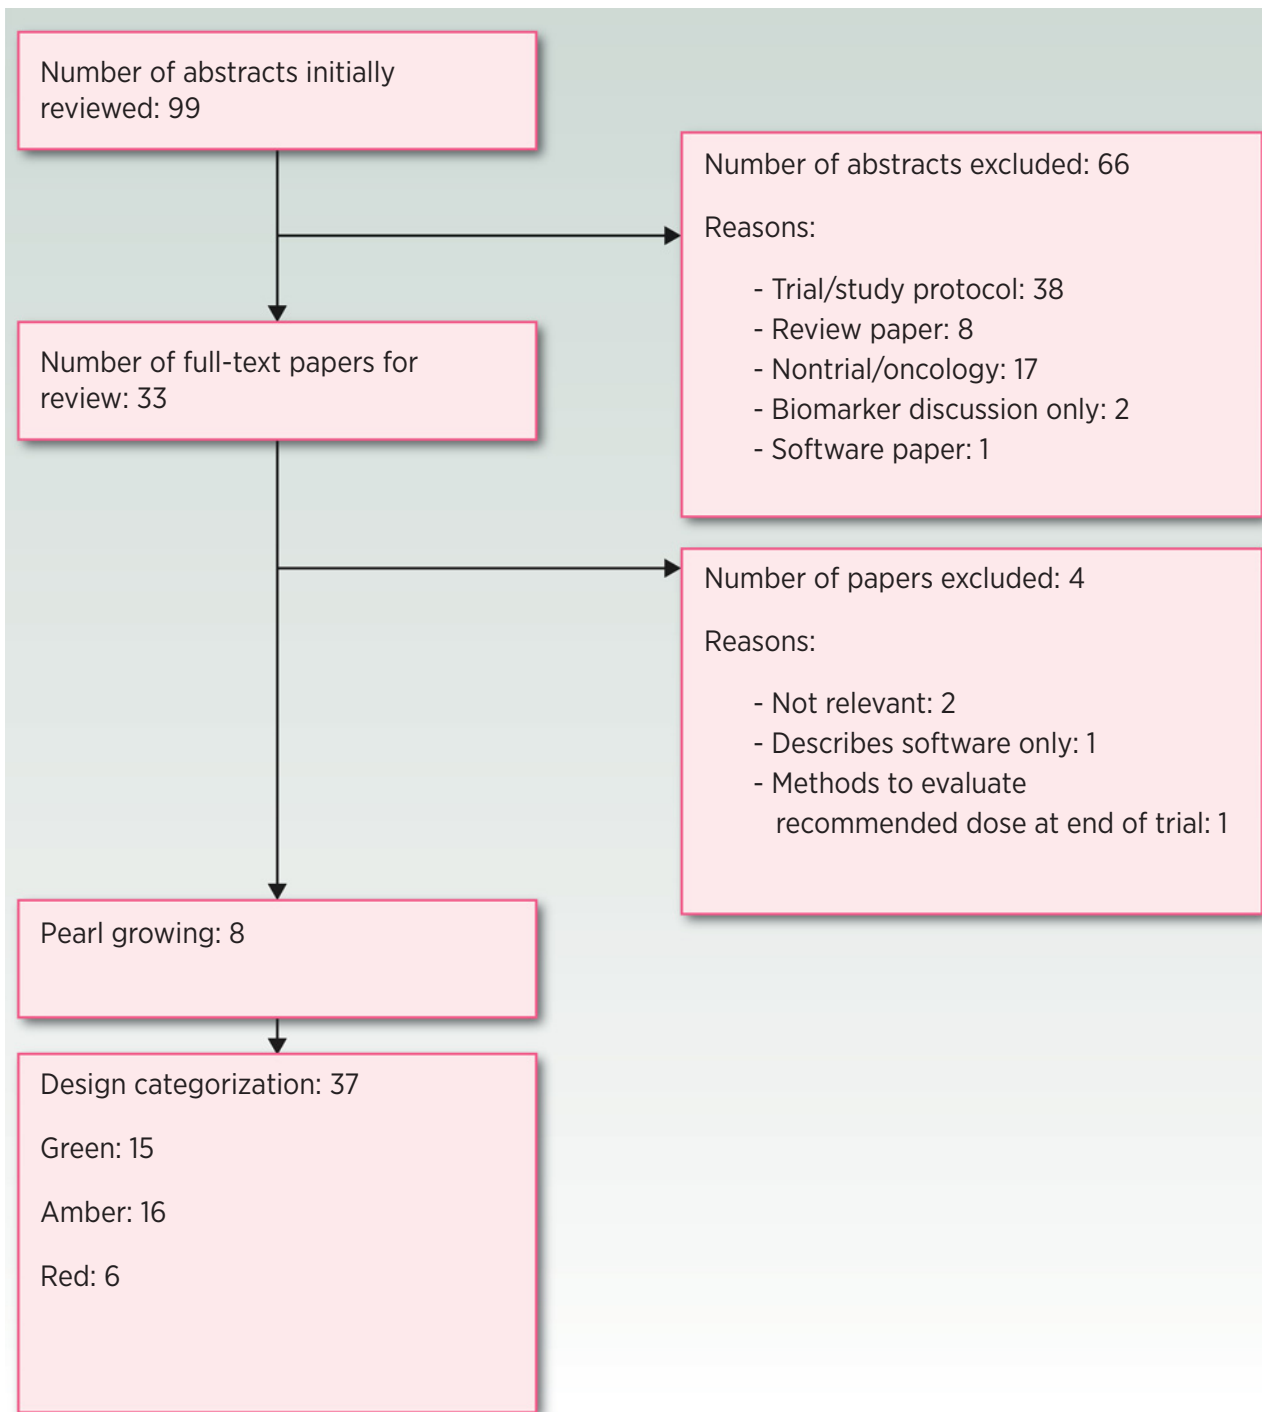 Number of abstracts initially
reviewed: 99
Number of abstracts excluded: 66
Reasons:
- Trial/study protocol: 38
- Review paper: 8
- Nontrial/oncology: 17
- Biomarker discussion only: 2
- Software paper: 1
Number of full-text papers for
review: 33
Number of papers excluded: 4
Reasons:
- Not relevant: 2
- Describes software only: 1
- Methods to evaluate
recommended dose at end of trial: 1
Pearl growing: 8
Design categorization: 37
Green: 15
Amber: 16
Red: 6